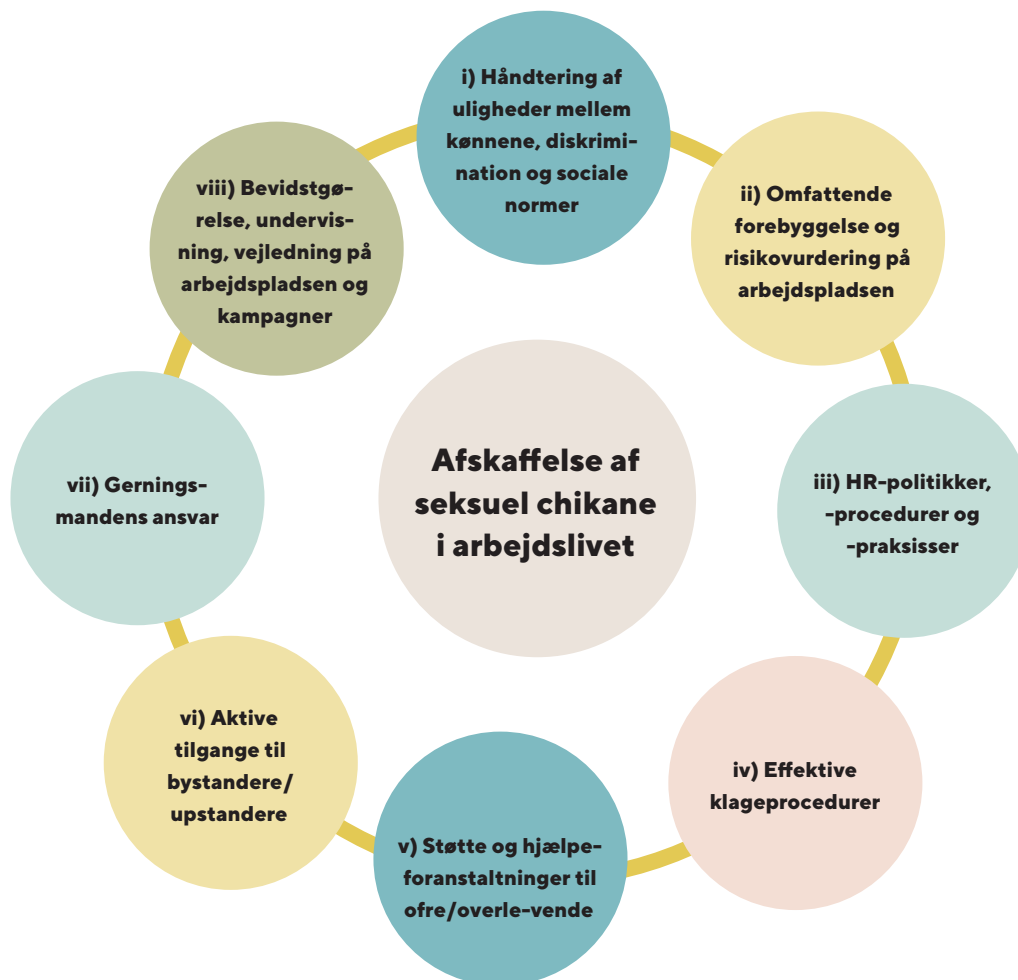 i) Håndtering af
uligheder mellem
kønnene, diskrimi-
nation og sociale
normer
ii) Omfattende
forebyggelse og
risikovurdering på
arbejdspladsen
iii) HR-politikker,
-procedurer og
-praksisser
iv) Effektive
klageprocedurer
v) Støtte og hjælpe-
foranstaltninger til
ofre/overle-vende
vi) Aktive
tilgange til
bystandere/
upstandere
vii) Gernings-
mandens ansvar
viii) Bevidstgø-
relse, undervis-
ning, vejledning på
arbejdspladsen og
kampagner
Afskaffelse af
seksuel chikane
i arbejdslivet